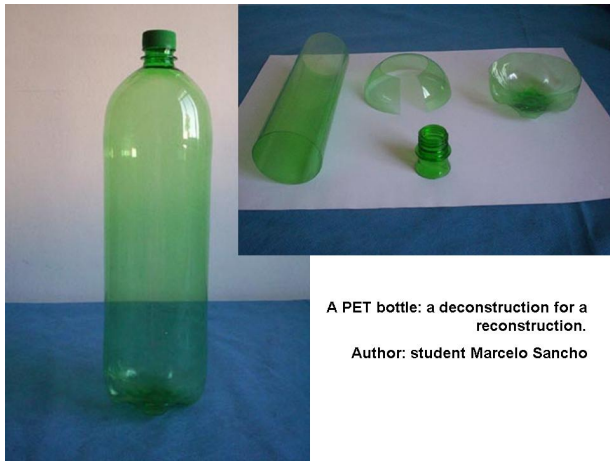 A PET bottle: a deconstruction for a
reconstruction.
Author: student Marcelo Sancho